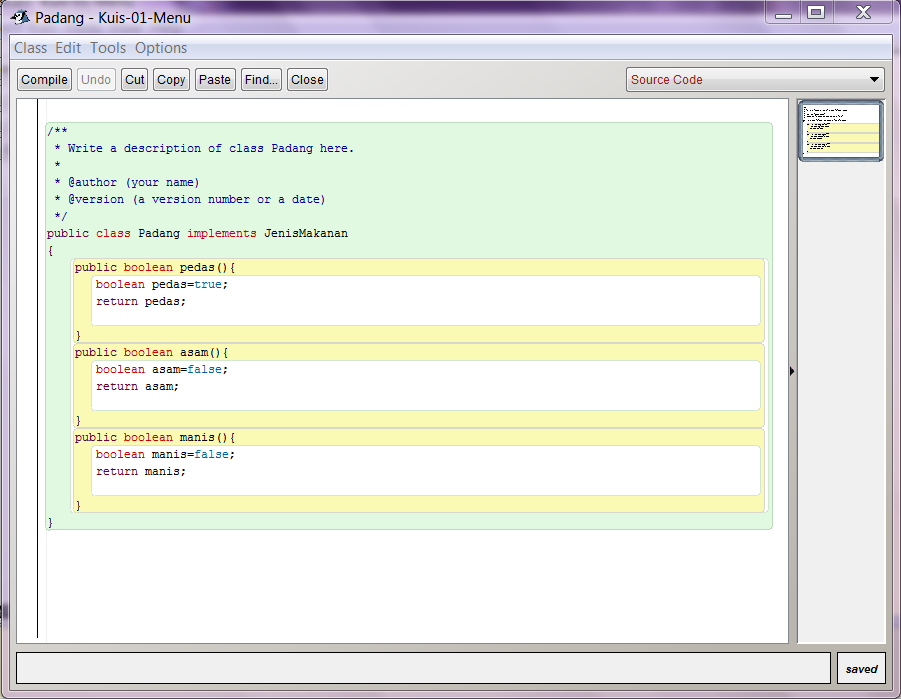 Padang - Kuis-01-Menu
Class Edit Tools Options
Compile Undo Cut Copy Paste Find... Close Source Code
/**
 * Write a description of class Padang here.
 *
 * @author (your name)
 * @version (a version number or a date)
 */
public class Padang implements JenisMakanan
{
public boolean pedas(){
boolean pedas=true;
return pedas;
}
public boolean asam(){
boolean asam=false;
return asam;
}
public boolean manis(){
boolean manis=false;
return manis;
}
}
saved